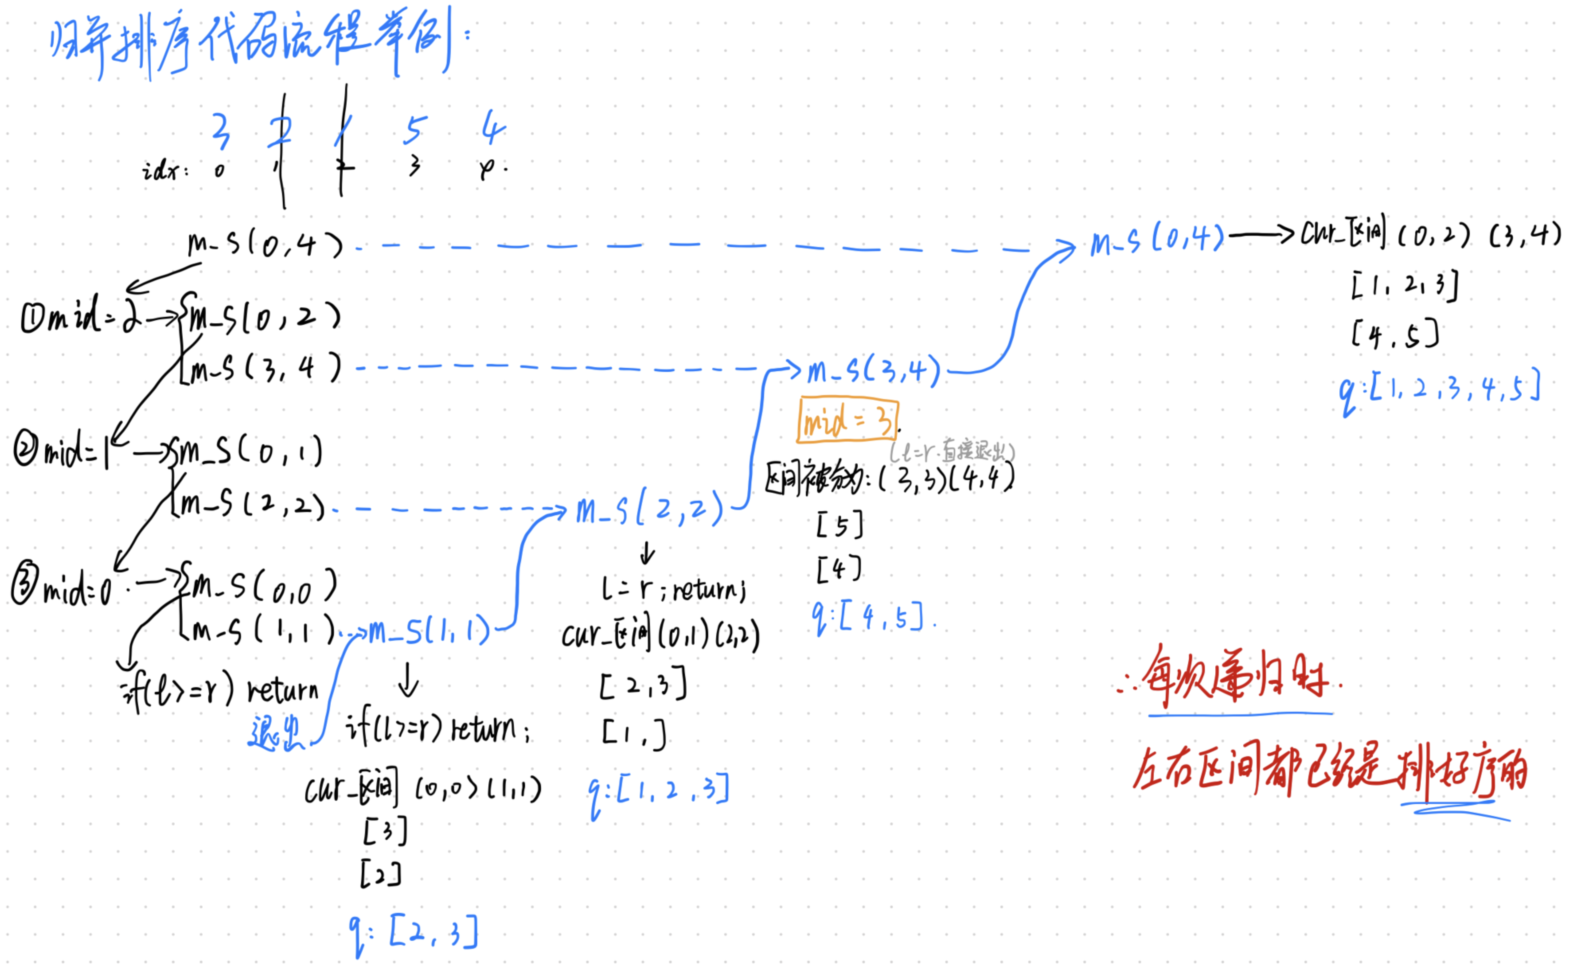 归并排序代码流程举例:
3 2 1 5 4
idx: 0 1 2 3 4.
m_s(0,4)
①mid=2
m_s(0,2)
m_s(3,4)
②mid=1
m_s(0,1)
m_s(2,2)
③mid=0
m_s(0,0)
m_s(1,1)
if(l>=r) return
退出
m_s(1,1)
if(l>=r) return;
cur_区间 (0,0) (1,1)
[3]
[2]
q: [2, 3]
m_s(2,2)
l=r;return;
cur_区间(0,1)(2,2)
[2,3]
[1,]
q:[1,2,3]
m_s(3,4)
mid=3.
(l=r.直接退出)
区间被分为:(3,3)(4,4)
[5]
[4]
q:[4,5].
m_s(0,4)
cur_区间(0,2) (3,4)
[1,2,3]
[4,5]
q:[1,2,3,4,5]
∴每次递归时.
左右区间都已经是排好序的